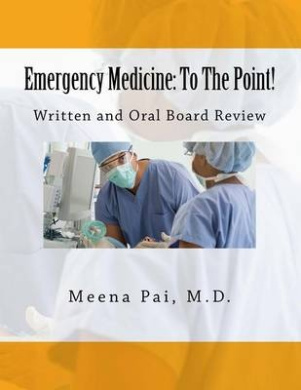 Emergency Medicine: To The Point!
Written and Oral Board Review
Meena Pai, M.D.